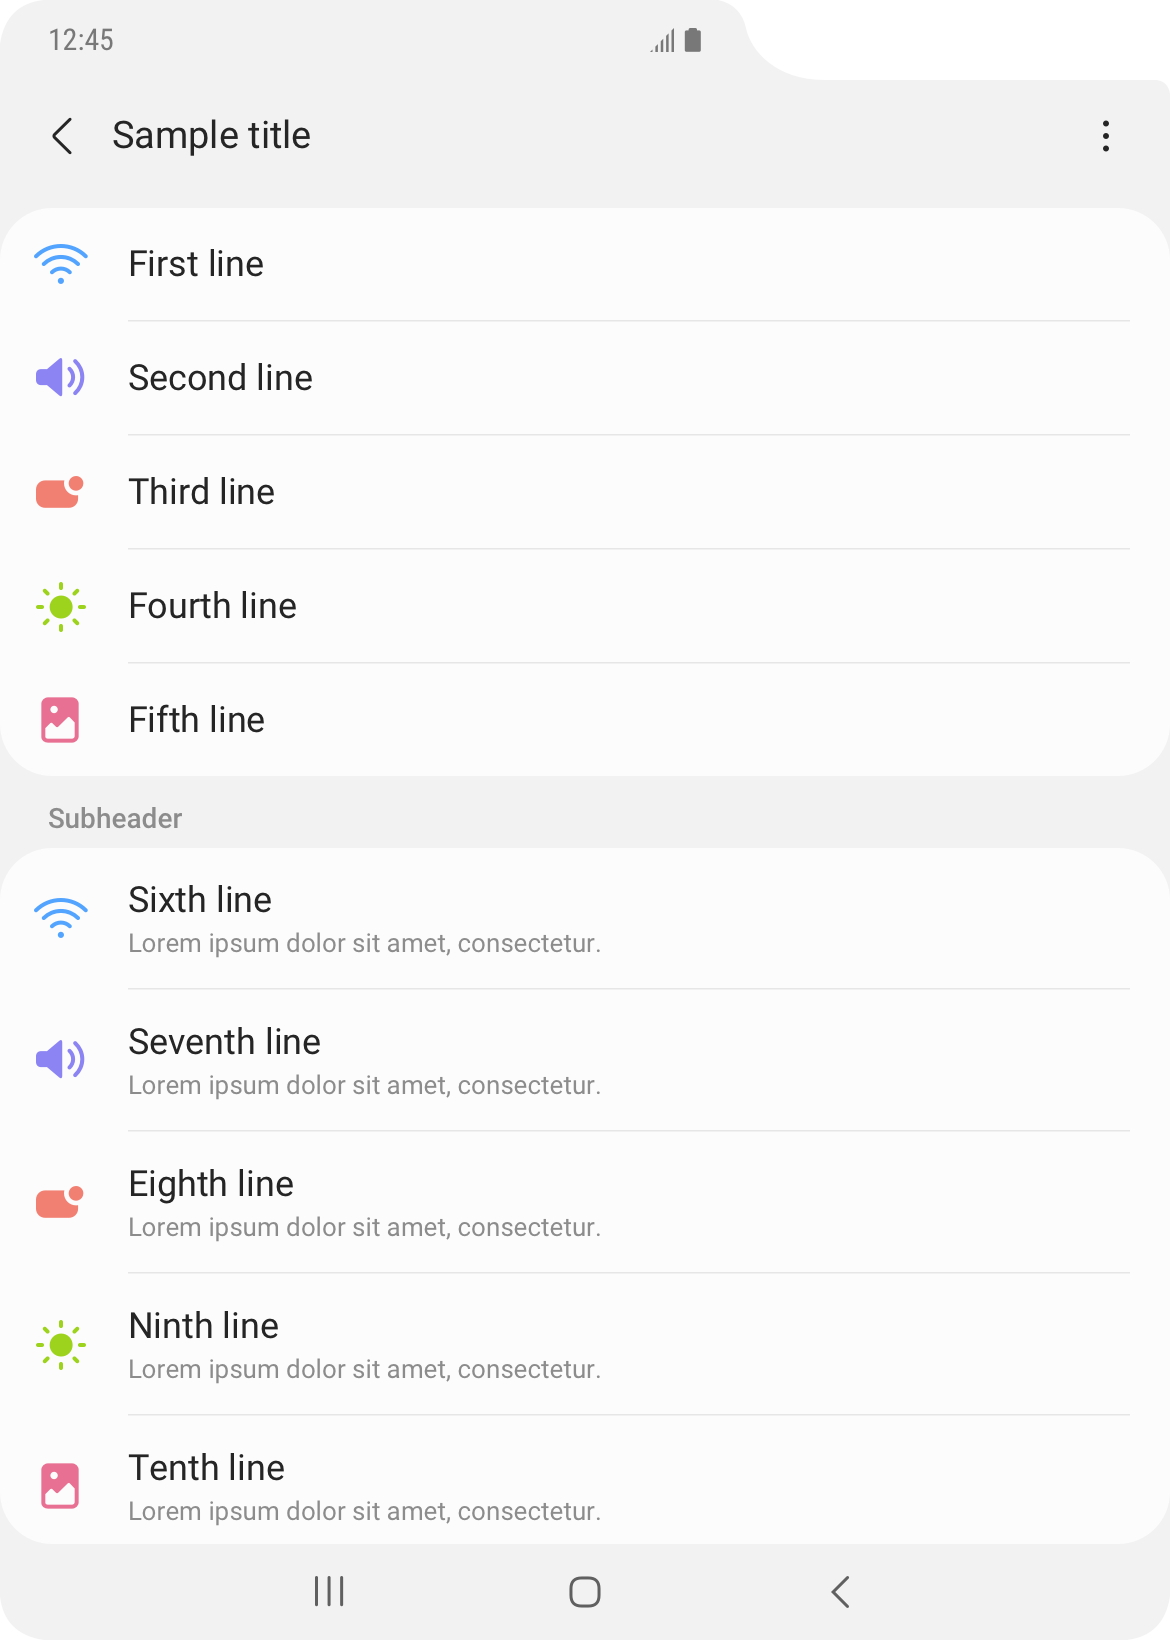 12:45
Sample title
First line
Second line
Third line
Fourth line
Fifth line
Subheader
Sixth line
Lorem ipsum dolor sit amet, consectetur.
Seventh line
Lorem ipsum dolor sit amet, consectetur.
Eighth line
Lorem ipsum dolor sit amet, consectetur.
Ninth line
Lorem ipsum dolor sit amet, consectetur.
Tenth line
Lorem ipsum dolor sit amet, consectetur.